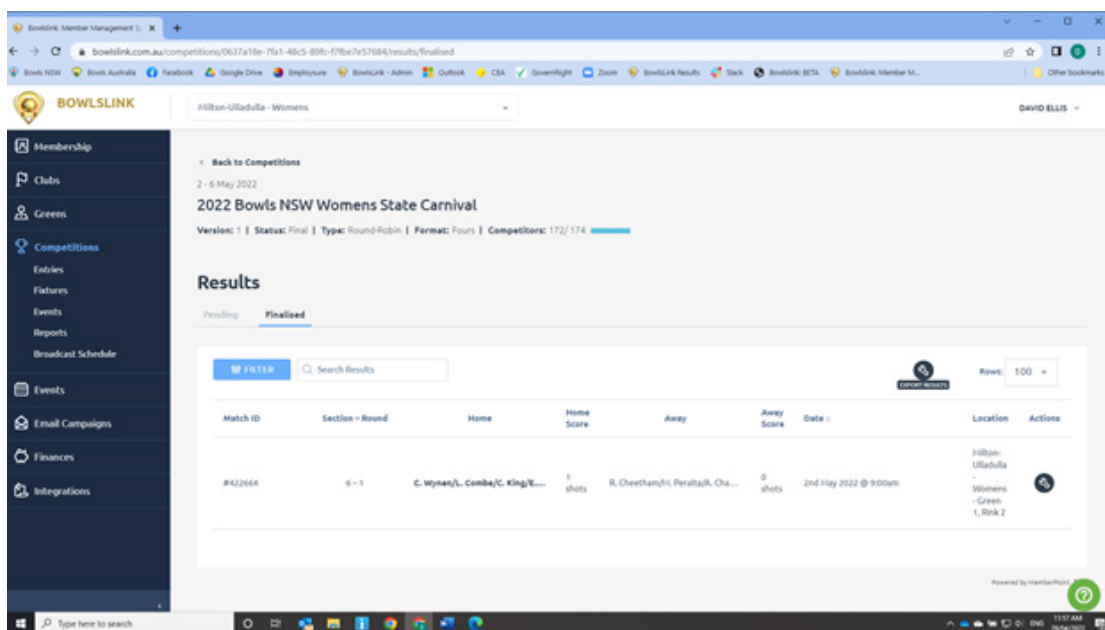 Bowlslink: Member Management S
bowlslink.com.au/competitions/0637a18e-7fa1-48c5-89fc-f7fbe7e57684/results/finalised
Bowls NSW Bowls Australia Facebook Google Drive Employsure BowlsLink - Admin Outlook CBA Governflight Zoom BowlsLink Results Slack Bowlslink: BETA Bowlslink: Member M... Other bookmarks
BOWLSLINK
Milton-Ulladulla - Womens
DAVID ELLIS
Membership
Clubs
Greens
Competitions
Entries
Fixtures
Events
Reports
Broadcast Schedule
Events
Email Campaigns
Finances
Integrations
< Back to Competitions
2 - 6 May 2022
2022 Bowls NSW Womens State Carnival
Version: 1 | Status: Final | Type: Round-Robin | Format: Fours | Competitors: 172/174
Results
Pending Finalised
FILTER Search Results EXPORT RESULTS Rows: 100
Match ID Section - Round Home Home Score Away Away Score Date Location Actions
#422664 6 - 1 C. Wynen/L. Combe/C. King/E.... 1 shots R. Cheetham/H. Peralta/A. Cha... 0 shots 2nd May 2022 @ 9:00am
Milton-
Ulladulla
-
Womens
- Green
1, Rink 2
Powered by MemberPoint
Type here to search
ENG 11:57 AM
29/04/2022